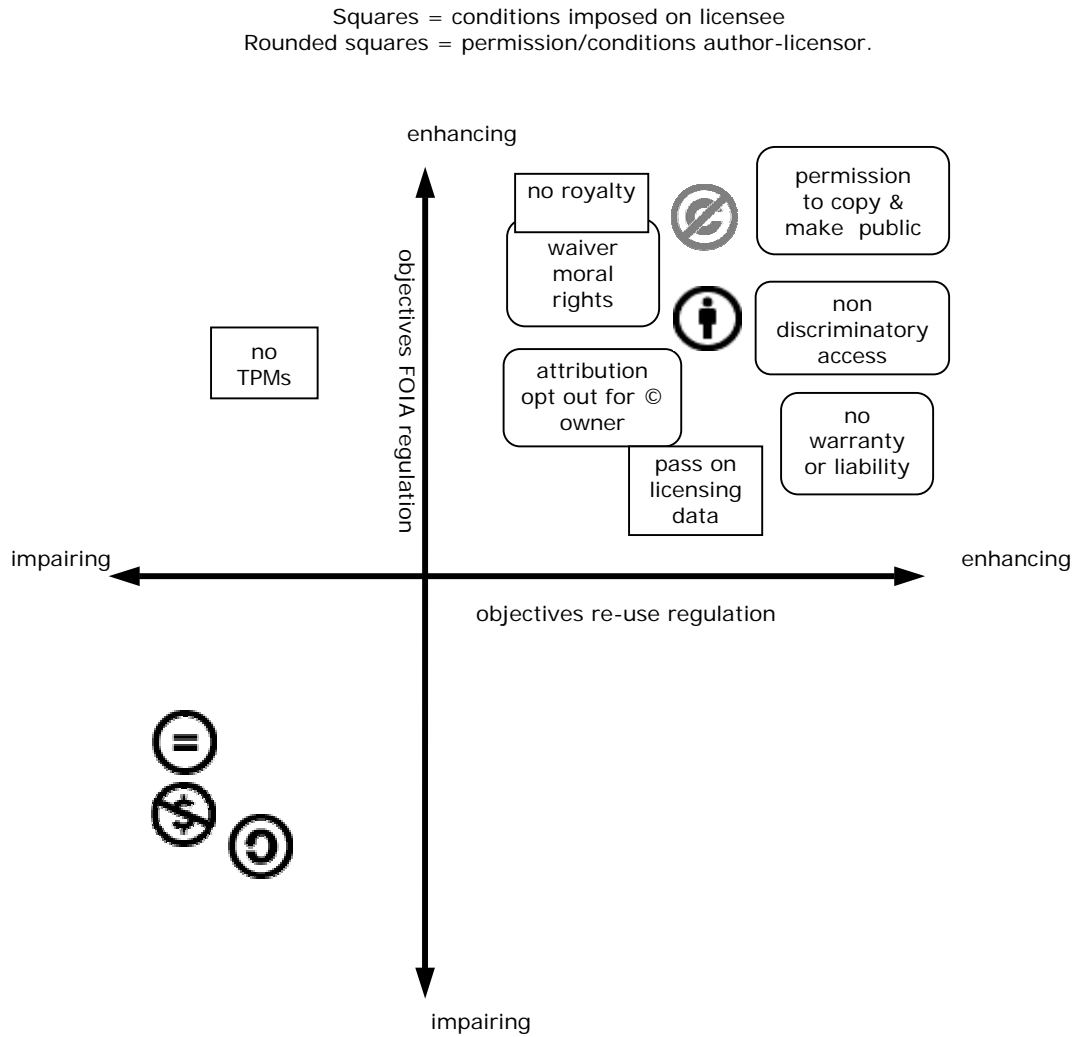 Squares = conditions imposed on licensee
Rounded squares = permission/conditions author-licensor.
enhancing
no royalty
permission
to copy &
make public
waiver
moral
rights
objectives FOIA regulation
non
discriminatory
access
no
TPMs
attribution
opt out for ©
owner
no
warranty
or liability
pass on
licensing
data
impairing
enhancing
objectives re-use regulation
=
$
impairing